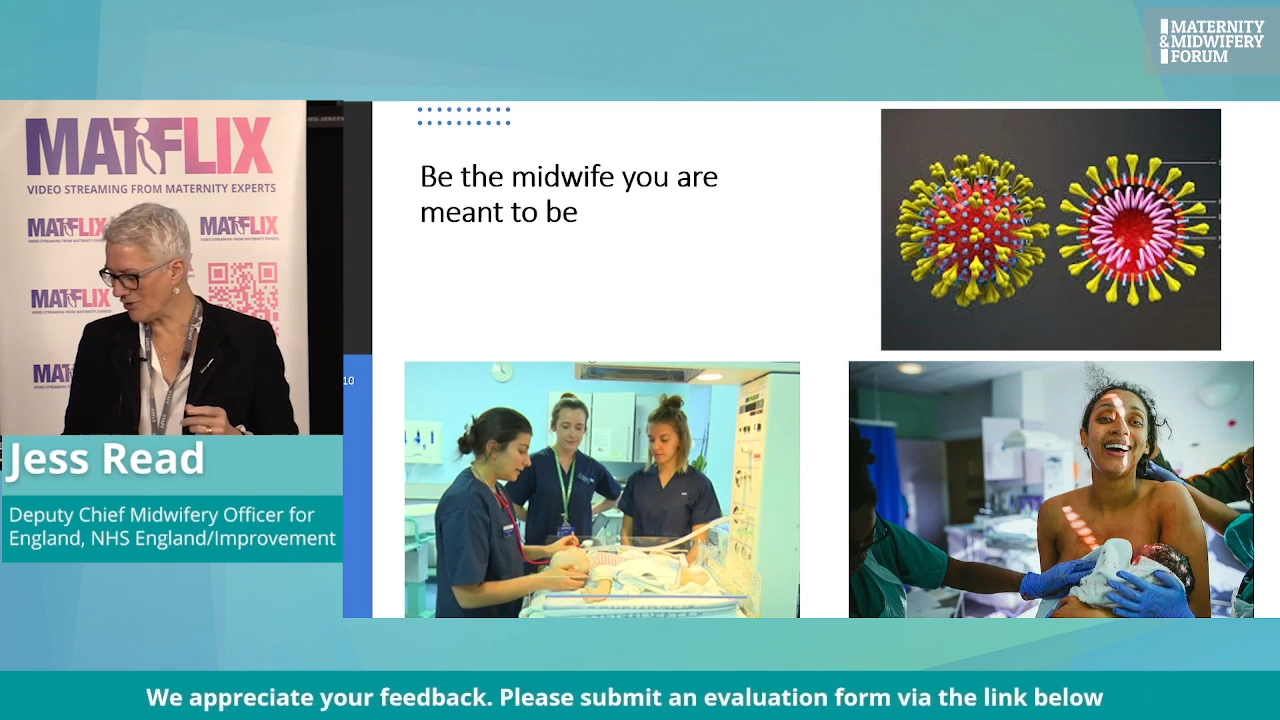 MATERNITY
&MIDWIFERY
FORUM
MATFLIX
VIDEO STREAMING FROM MATERNITY EXPERTS
MATFLIX
MATFLIX
MATFLIX
Be the midwife you are
meant to be
10
Jess Read
Deputy Chief Midwifery Officer for
England, NHS England/Improvement
We appreciate your feedback. Please submit an evaluation form via the link below